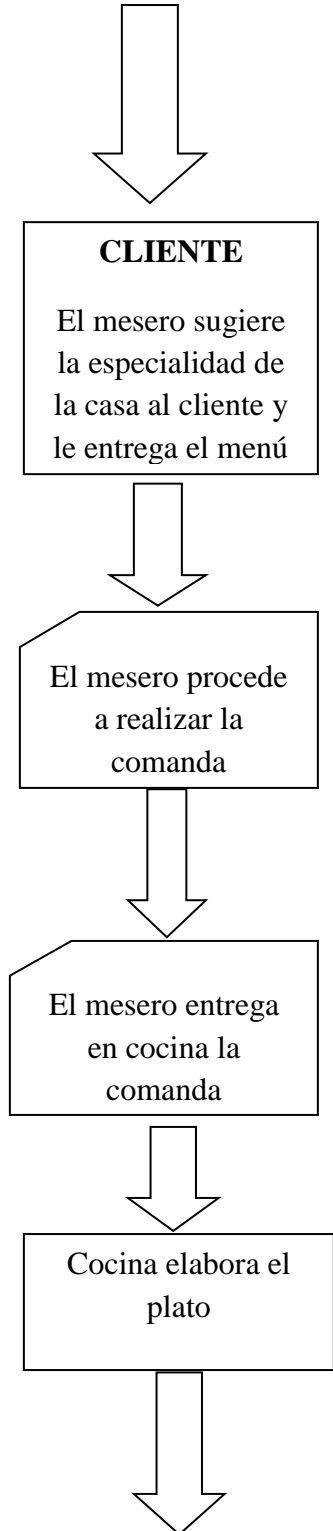 CLIENTE
El mesero sugiere
la especialidad de
la casa al cliente y
le entrega el menú
El mesero procede
a realizar la
comanda
El mesero entrega
en cocina la
comanda
Cocina elabora el
plato